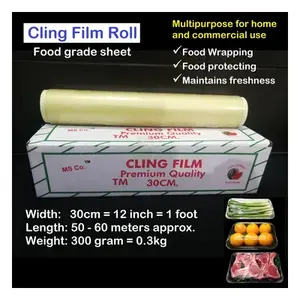 Cling Film Roll
Food grade sheet
Multipurpose for home
and commercial use
✓Food Wrapping
✓Food protecting
✓Maintains freshness
MS Co.™
CLING FILM
Premium Quality
TM 30CM.
Width: 30cm = 12 inch = 1 foot
Length: 50 - 60 meters approx.
Weight: 300 gram = 0.3kg